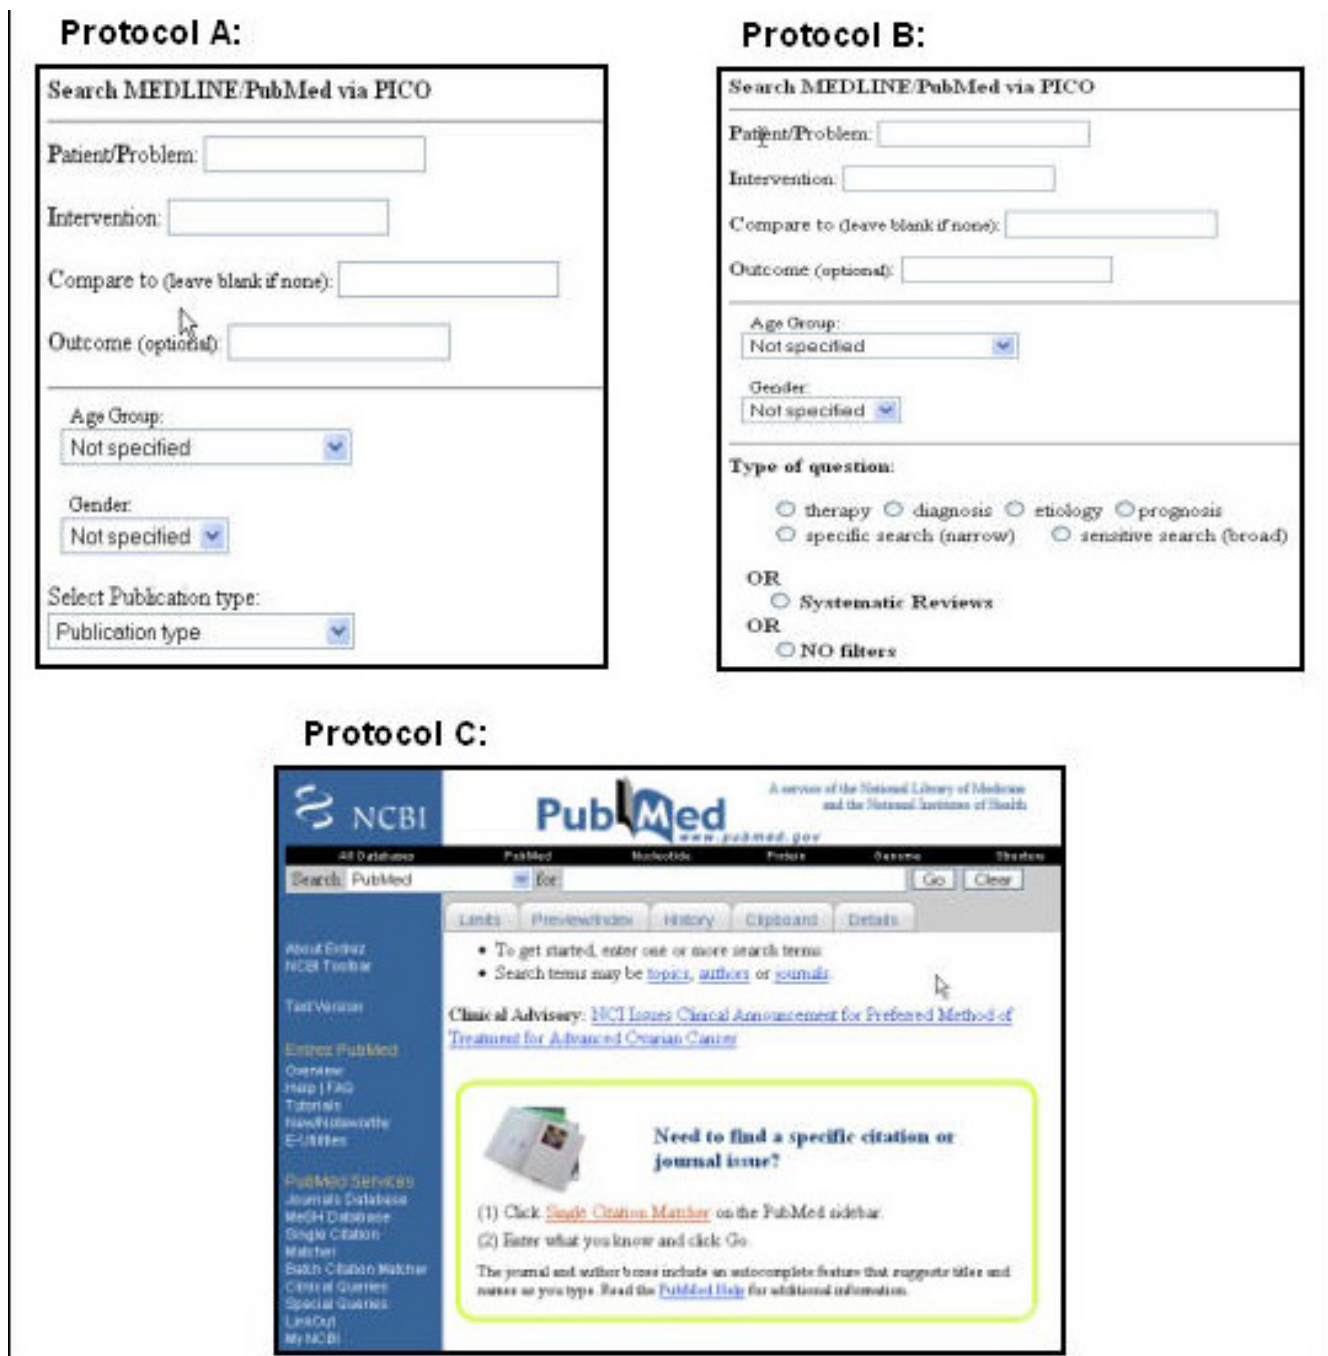 Protocol A:
Search MEDLINE/PubMed via PICO
Patient/Problem:
Intervention:
Compare to (leave blank if none):
Outcome (optional):
Age Group:
Not specified
Gender:
Not specified
Select Publication type:
Publication type
Protocol B:
Search MEDLINE/PubMed via PICO
Patient/Problem:
Intervention:
Compare to (leave blank if none):
Outcome (optional):
Age Group:
Not specified
Gender:
Not specified
Type of question:
therapy diagnosis etiology prognosis
specific search (narrow) sensitive search (broad)
OR
Systematic Reviews
OR
NO filters
Protocol C:
NCBI
PubMed
www.pubmed.gov
A service of the National Library of Medicine
and the National Institutes of Health
All Databases PubMed Nucleotide Protein Genome Structure
Search PubMed for Go Clear
Limits Preview/Index History Clipboard Details
About Entrez
NCBI Toolbar
Text Version
Entrez PubMed
Overview
Help | FAQ
Tutorials
New/Noteworthy
E-Utilities
PubMed Services
Journals Database
MeSH Database
Single Citation
Matcher
Batch Citation Matcher
Clinical Queries
Special Queries
LinkOut
My NCBI
• To get started, enter one or more search terms.
• Search terms may be topics, authors or journals.
Clinical Advisory: NCI Issues Clinical Announcement for Preferred Method of
Treatment for Advanced Ovarian Cancer
Need to find a specific citation or
journal issue?
(1) Click Single Citation Matcher on the PubMed sidebar.
(2) Enter what you know and click Go.
The journal and author boxes include an autocomplete feature that suggests titles and
names as you type. Read the PubMed Help for additional information.